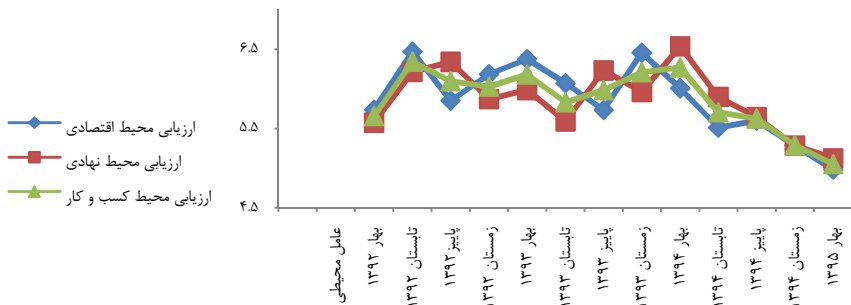 ۶.۵
۵.۵
۴.۵
ارزیابی محیط اقتصادی
ارزیابی محیط نهادی
ارزیابی محیط کسب و کار
عامل محیطی
بهار ۱۳۹۲
تابستان ۱۳۹۲
پاییز۱۳۹۲
زمستان ۱۳۹۲
بهار ۱۳۹۳
تابستان ۱۳۹۳
پاییز ۱۳۹۳
زمستان ۱۳۹۳
بهار ۱۳۹۴
تابستان ۱۳۹۴
پاییز ۱۳۹۴
زمستان ۱۳۹۴
بهار ۱۳۹۵